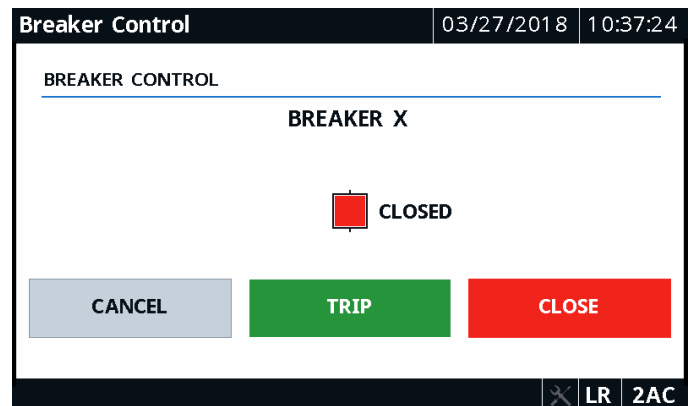 Breaker Control 03/27/2018 10:37:24
BREAKER CONTROL
BREAKER X
CLOSED
CANCEL TRIP CLOSE
LR 2AC